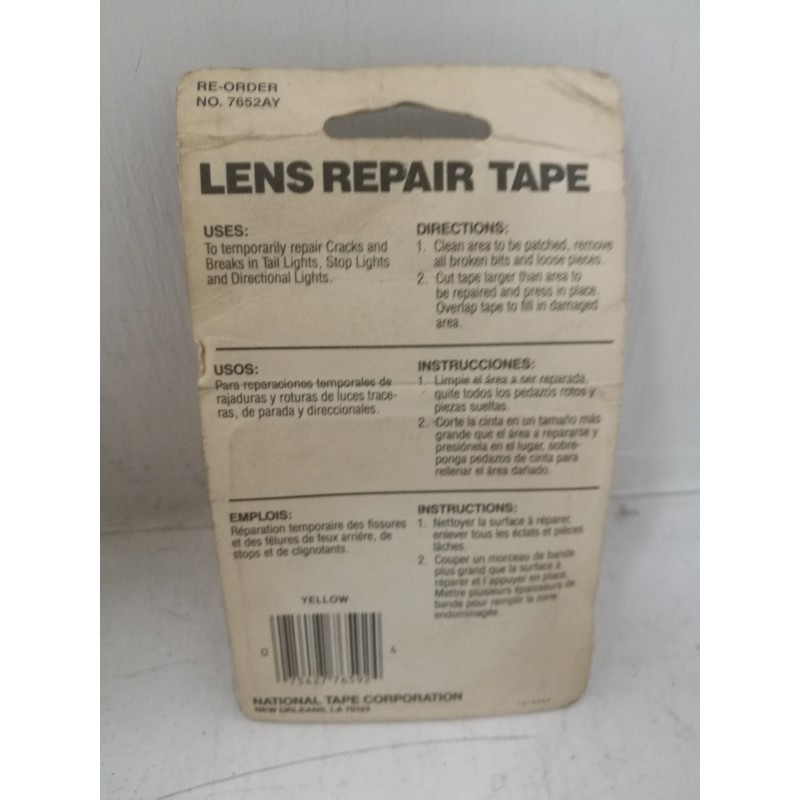 RE-ORDER
NO. 7652AY
LENS REPAIR TAPE
USES:
To temporarily repair Cracks and
Breaks in Tail Lights, Stop Lights
and Directional Lights.
DIRECTIONS:
1. Clean area to be patched, remove
all broken bits and loose pieces.
2. Cut tape larger than area to
be repaired and press in place.
Overlap tape to fill in damaged
area.
USOS:
Para reparaciones temporales de
rajaduras y roturas de luces trace-
ras, de parada y direccionales.
INSTRUCCIONES:
1. Limpie el área a ser reparada,
quite todos los pedazos rotos y
piezas sueltas.
2. Corte la cinta en un tamaño más
grande que el área a repararse y
presiónela en el lugar, sobre-
ponga pedazos de cinta para
rellenar el área dañado.
EMPLOIS:
Réparation temporaire des fissures
et des fêlures de feux arrière, de
stops et de clignotants.
INSTRUCTIONS:
1. Nettoyer la surface à réparer,
enlever tous les éclats et pièces
lâches.
2. Couper un morceau de bande
plus grand que la surface à
réparer et l'appuyer en place.
Mettre plusieurs épaisseurs de
bande pour remplir la zone
endommagée.
YELLOW
0 75427 76592 4
NATIONAL TAPE CORPORATION
NEW ORLEANS, LA 70123